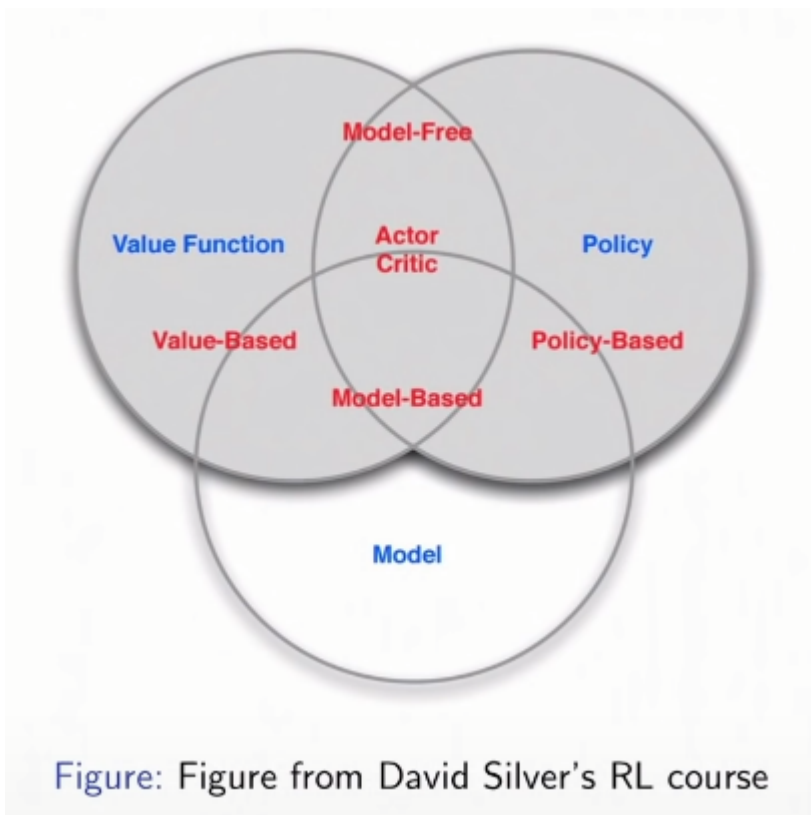 Model-Free
Value Function
Actor
Critic
Policy
Value-Based
Policy-Based
Model-Based
Model
Figure: Figure from David Silver's RL course